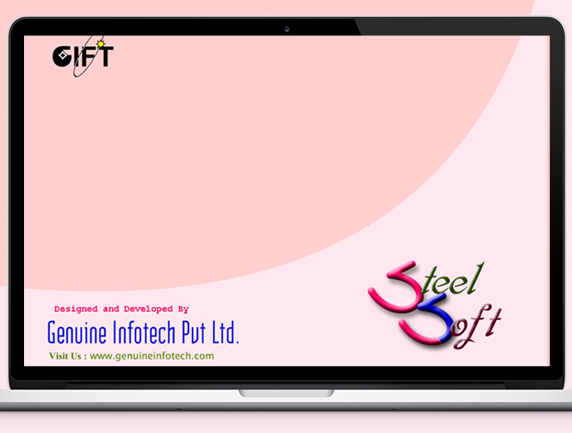 GIFT
Steel
Soft
Designed and Developed By
Genuine Infotech Pvt Ltd.
Visit Us : www.genuineinfotech.com